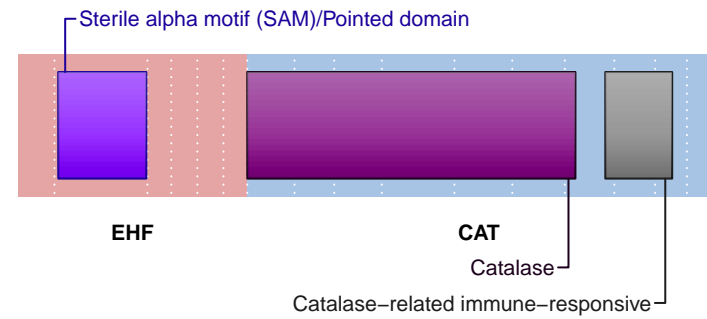 Sterile alpha motif (SAM)/Pointed domain
EHF
CAT
Catalase
Catalase−related immune−responsive